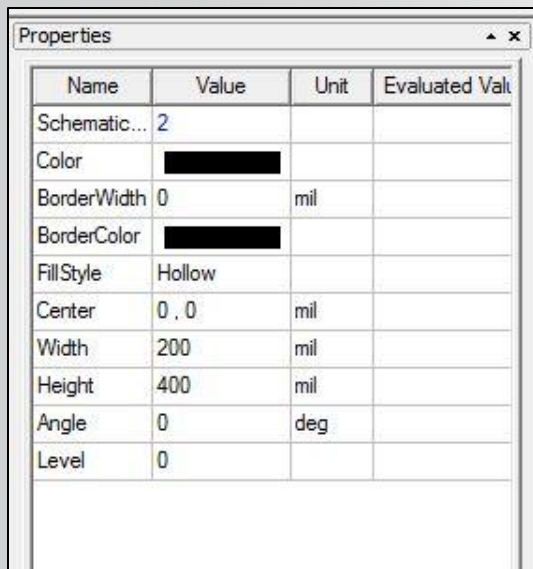 Properties
Name Value Unit Evaluated Valu
Schematic... 2
Color
BorderWidth 0 mil
BorderColor
FillStyle Hollow
Center 0 , 0 mil
Width 200 mil
Height 400 mil
Angle 0 deg
Level 0